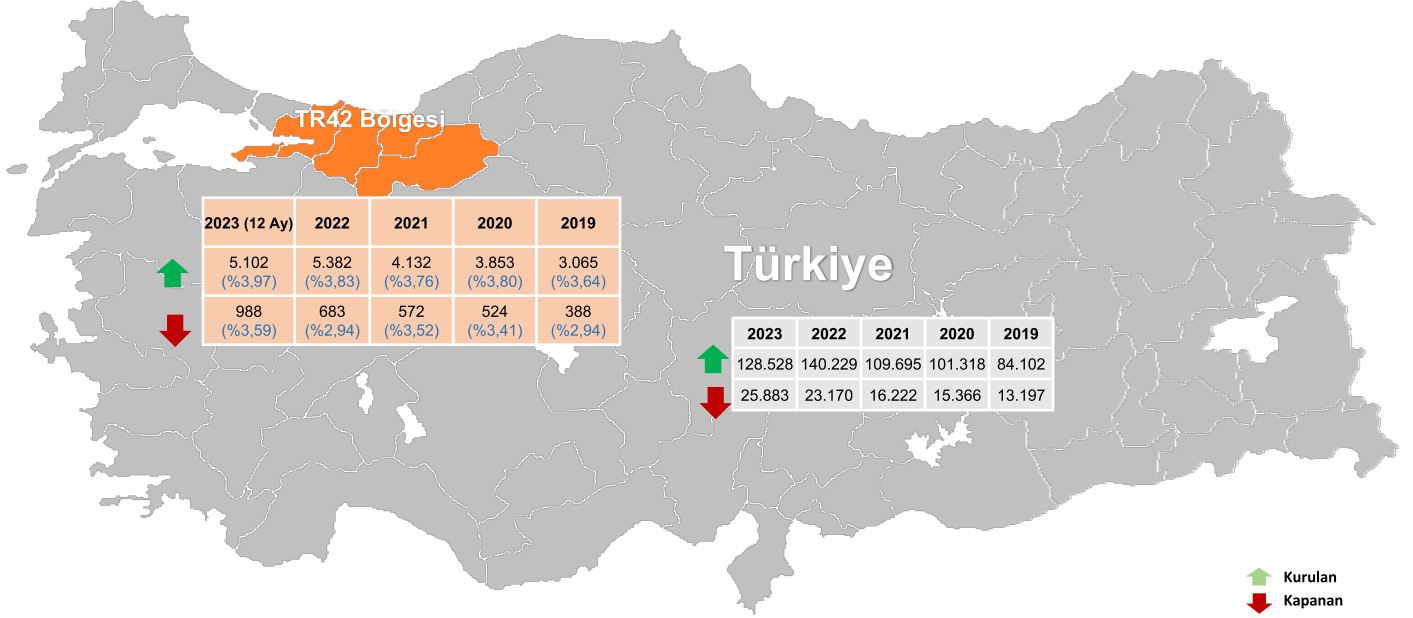 TR42 Bölgesi
2023 (12 Ay) 2022 2021 2020 2019
5.102 5.382 4.132 3.853 3.065
(%3,97) (%3,83) (%3,76) (%3,80) (%3,64)
988 683 572 524 388
(%3,59) (%2,94) (%3,52) (%3,41) (%2,94)
Türkiye
2023 2022 2021 2020 2019
128.528 140.229 109.695 101.318 84.102
25.883 23.170 16.222 15.366 13.197
Kurulan
Kapanan